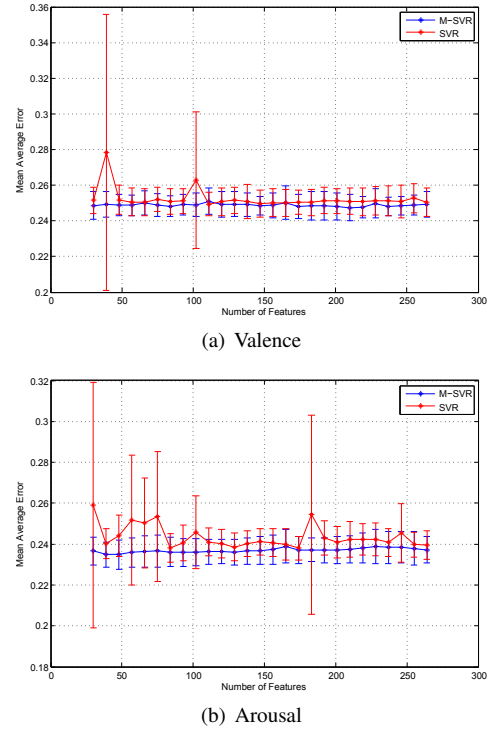 0.36
0.34
0.32
0.3
0.28
0.26
0.24
0.22
0.2
Mean Average Error
M−SVR
SVR
0 50 100 150 200 250 300
Number of Features
(a) Valence
0.32
0.3
0.28
0.26
0.24
0.22
0.2
0.18
Mean Average Error
M−SVR
SVR
0 50 100 150 200 250 300
Number of Features
(b) Arousal